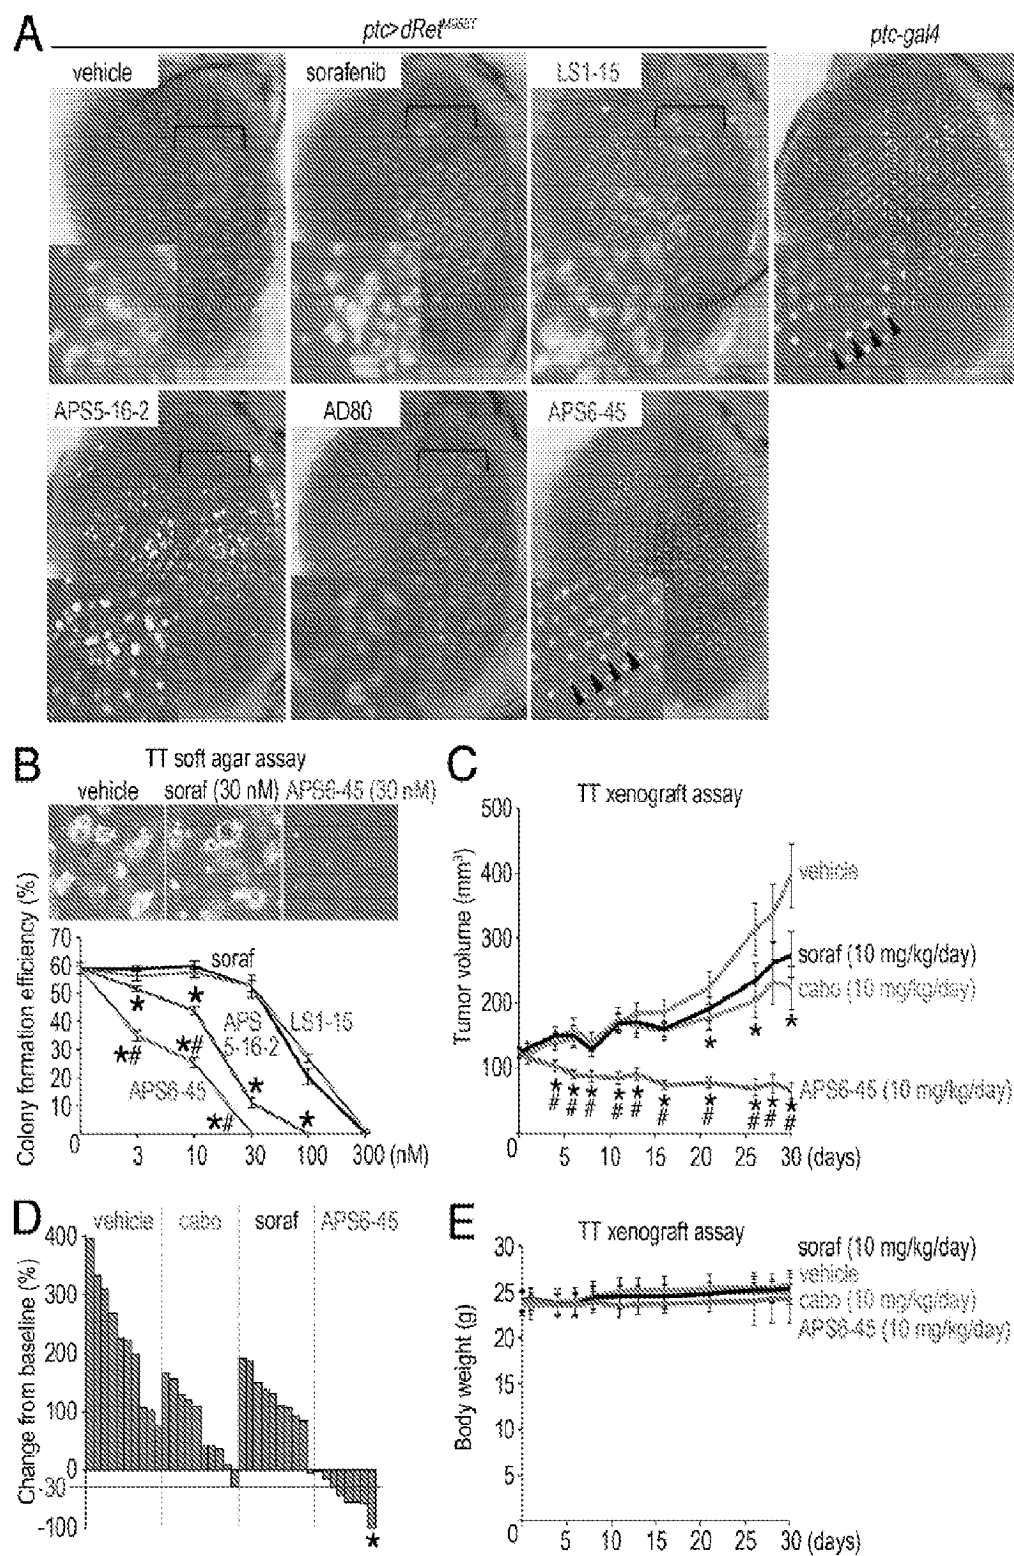 A
ptc>dRet^M955T
ptc-gal4
vehicle
sorafenib
LS1-15
APS5-16-2
AD80
APS6-45
B
TT soft agar assay
vehicle soraf (30 nM) APS6-45 (30 nM)
Colony formation efficiency (%)
70
60
50
40
30
20
10
0 3 10 30 100 300 (nM)
soraf
LS1-15
APS
5-16-2
APS6-45
*
*
*#
*#
*
*#
*
C
TT xenograft assay
Tumor volume (mm³)
500
400
300
200
100
0 5 10 15 20 25 30 (days)
vehicle
soraf (10 mg/kg/day)
cabo (10 mg/kg/day)
APS6-45 (10 mg/kg/day)
* * *
* * * * * * * * * *
# # # # # # # # # #
D
vehicle cabo soraf APS6-45
Change from baseline (%)
400
300
200
100
0
-30
-100
*
E
TT xenograft assay
Body weight (g)
30
25
20
15
10
5
0 5 10 15 20 25 30 (days)
soraf (10 mg/kg/day)
vehicle
cabo (10 mg/kg/day)
APS6-45 (10 mg/kg/day)